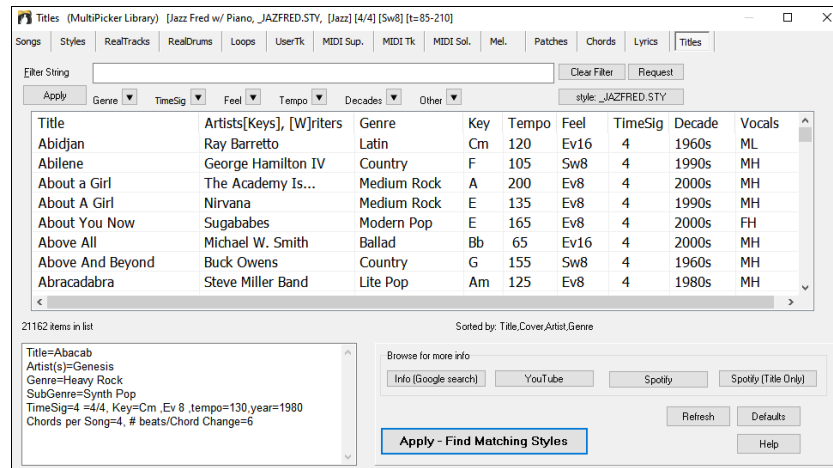 Titles (MultiPicker Library) [Jazz Fred w/ Piano, _JAZFRED.STY, [Jazz] [4/4] [Sw8] [t=85-210]
Songs Styles RealTracks RealDrums Loops UserTk MIDI Sup. MIDI Tk MIDI Sol. Mel. Patches Chords Lyrics Titles
Filter String Clear Filter Request
Apply Genre TimeSig Feel Tempo Decades Other style: _JAZFRED.STY
Title Artists[Keys], [W]riters Genre Key Tempo Feel TimeSig Decade Vocals
Abidjan Ray Barretto Latin Cm 120 Ev16 4 1960s ML
Abilene George Hamilton IV Country F 105 Sw8 4 1990s MH
About a Girl The Academy Is... Medium Rock A 200 Ev8 4 2000s MH
About A Girl Nirvana Medium Rock E 135 Ev8 4 1990s MH
About You Now Sugababes Modern Pop E 165 Ev8 4 2000s FH
Above All Michael W. Smith Ballad Bb 65 Ev16 4 2000s MH
Above And Beyond Buck Owens Country G 155 Sw8 4 1960s MH
Abracadabra Steve Miller Band Lite Pop Am 125 Ev8 4 1980s MH
21162 items in list Sorted by: Title,Cover,Artist,Genre
Title=Abacab
Artist(s)=Genesis
Genre=Heavy Rock
SubGenre=Synth Pop
TimeSig=4 =4/4, Key=Cm ,Ev 8 ,tempo=130,year=1980
Chords per Song=4, # beats/Chord Change=6
Browse for more info
Info (Google search) YouTube Spotify Spotify (Title Only)
Refresh Defaults
Apply - Find Matching Styles Help